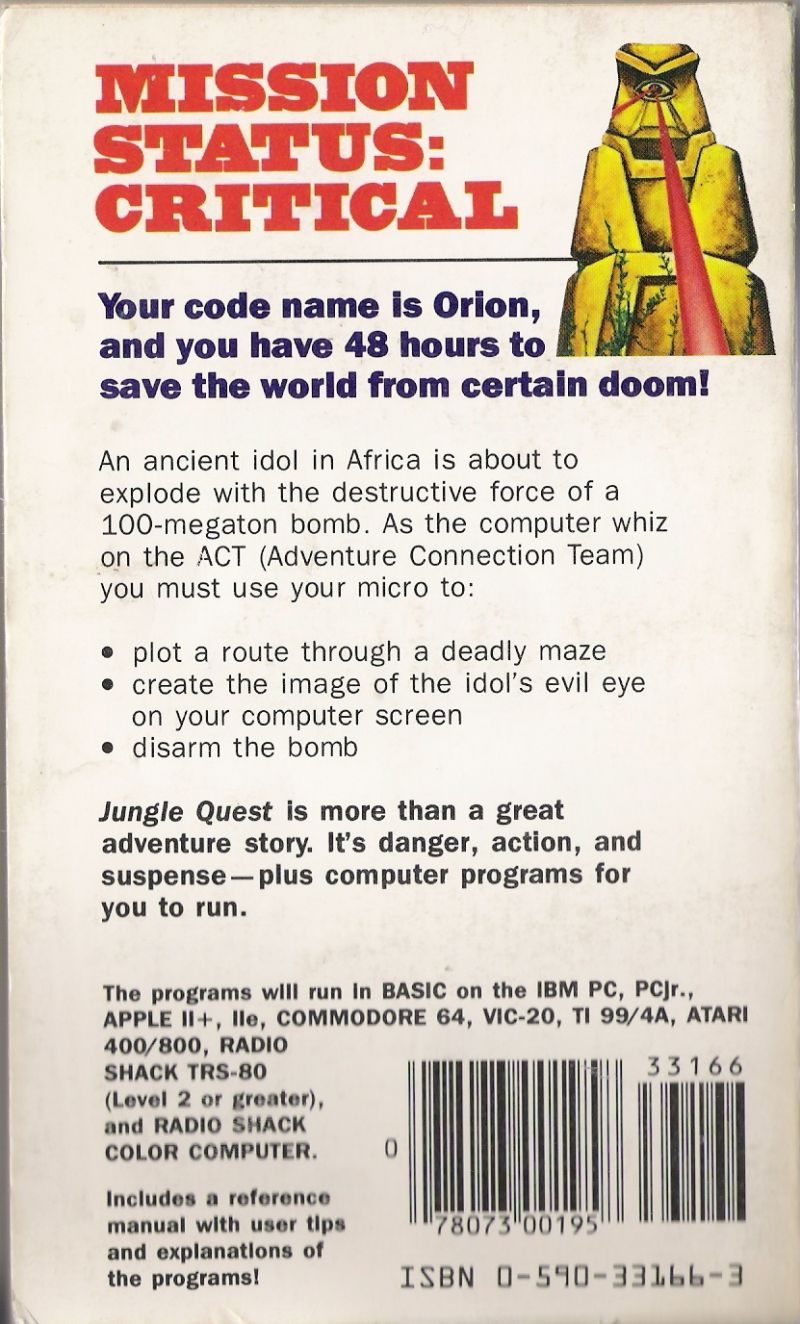 MISSION
STATUS:
CRITICAL
Your code name is Orion,
and you have 48 hours to
save the world from certain doom!
An ancient idol in Africa is about to
explode with the destructive force of a
100-megaton bomb. As the computer whiz
on the ACT (Adventure Connection Team)
you must use your micro to:
• plot a route through a deadly maze
• create the image of the idol's evil eye
on your computer screen
• disarm the bomb
Jungle Quest is more than a great
adventure story. It's danger, action, and
suspense—plus computer programs for
you to run.
The programs will run in BASIC on the IBM PC, PCjr.,
APPLE II+, IIe, COMMODORE 64, VIC-20, TI 99/4A, ATARI
400/800, RADIO
SHACK TRS-80
(Level 2 or greater),
and RADIO SHACK
COLOR COMPUTER.
Includes a reference
manual with user tips
and explanations of
the programs!
33166
0
78073 00195
ISBN 0-590-33166-3